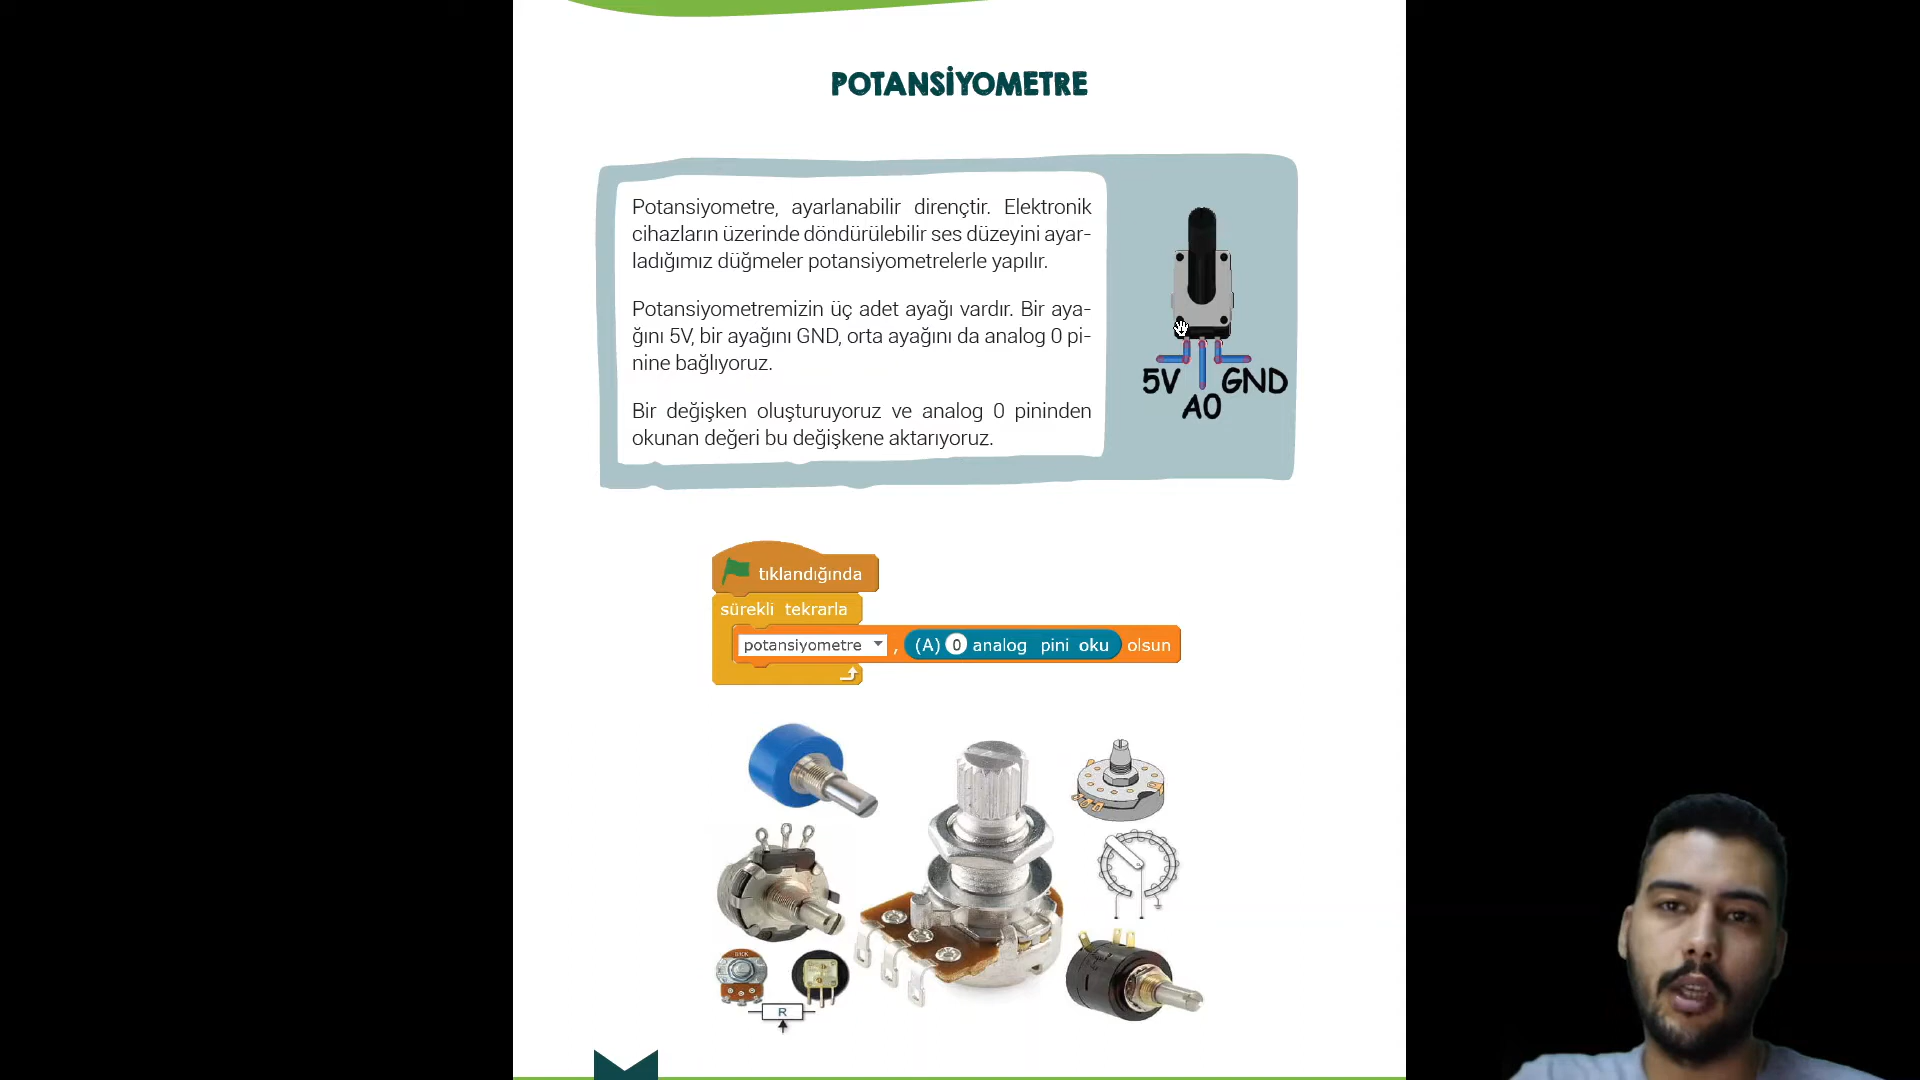 POTANSİYOMETRE
Potansiyometre, ayarlanabilir dirençtir. Elektronik
cihazların üzerinde döndürülebilir ses düzeyini ayar-
ladığımız düğmeler potansiyometrelerle yapılır.
Potansiyometremizin üç adet ayağı vardır. Bir aya-
ğını 5V, bir ayağını GND, orta ayağını da analog 0 pi-
nine bağlıyoruz.
Bir değişken oluşturuyoruz ve analog 0 pininden
okunan değeri bu değişkene aktarıyoruz.
5V GND
A0
tıklandığında
sürekli tekrarla
potansiyometre , (A) 0 analog pini oku olsun
R